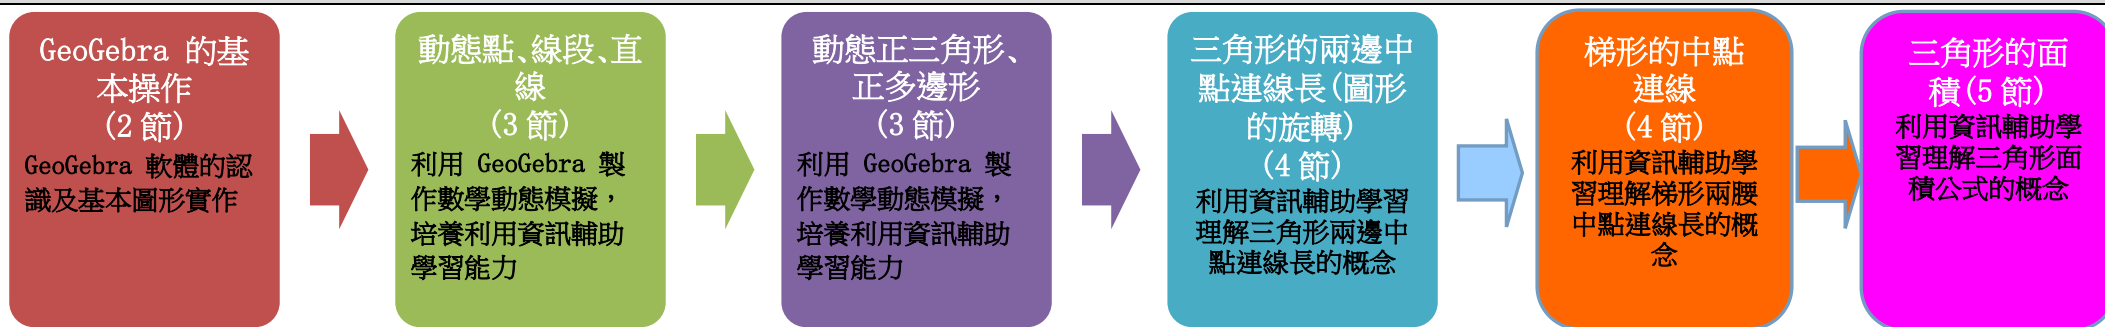 GeoGebra 的基
本操作
(2 節)
GeoGebra 軟體的認
識及基本圖形實作
動態點、線段、直
線
(3 節)
利用 GeoGebra 製
作數學動態模擬，
培養利用資訊輔助
學習能力
動態正三角形、
正多邊形
(3 節)
利用 GeoGebra 製
作數學動態模擬，
培養利用資訊輔助
學習能力
三角形的兩邊中
點連線長(圖形
的旋轉)
(4 節)
利用資訊輔助學習
理解三角形兩邊中
點連線長的概念
梯形的中點
連線
(4 節)
利用資訊輔助學
習理解梯形兩腰
中點連線長的概
念
三角形的面
積(5 節)
利用資訊輔助學
習理解三角形面
積公式的概念